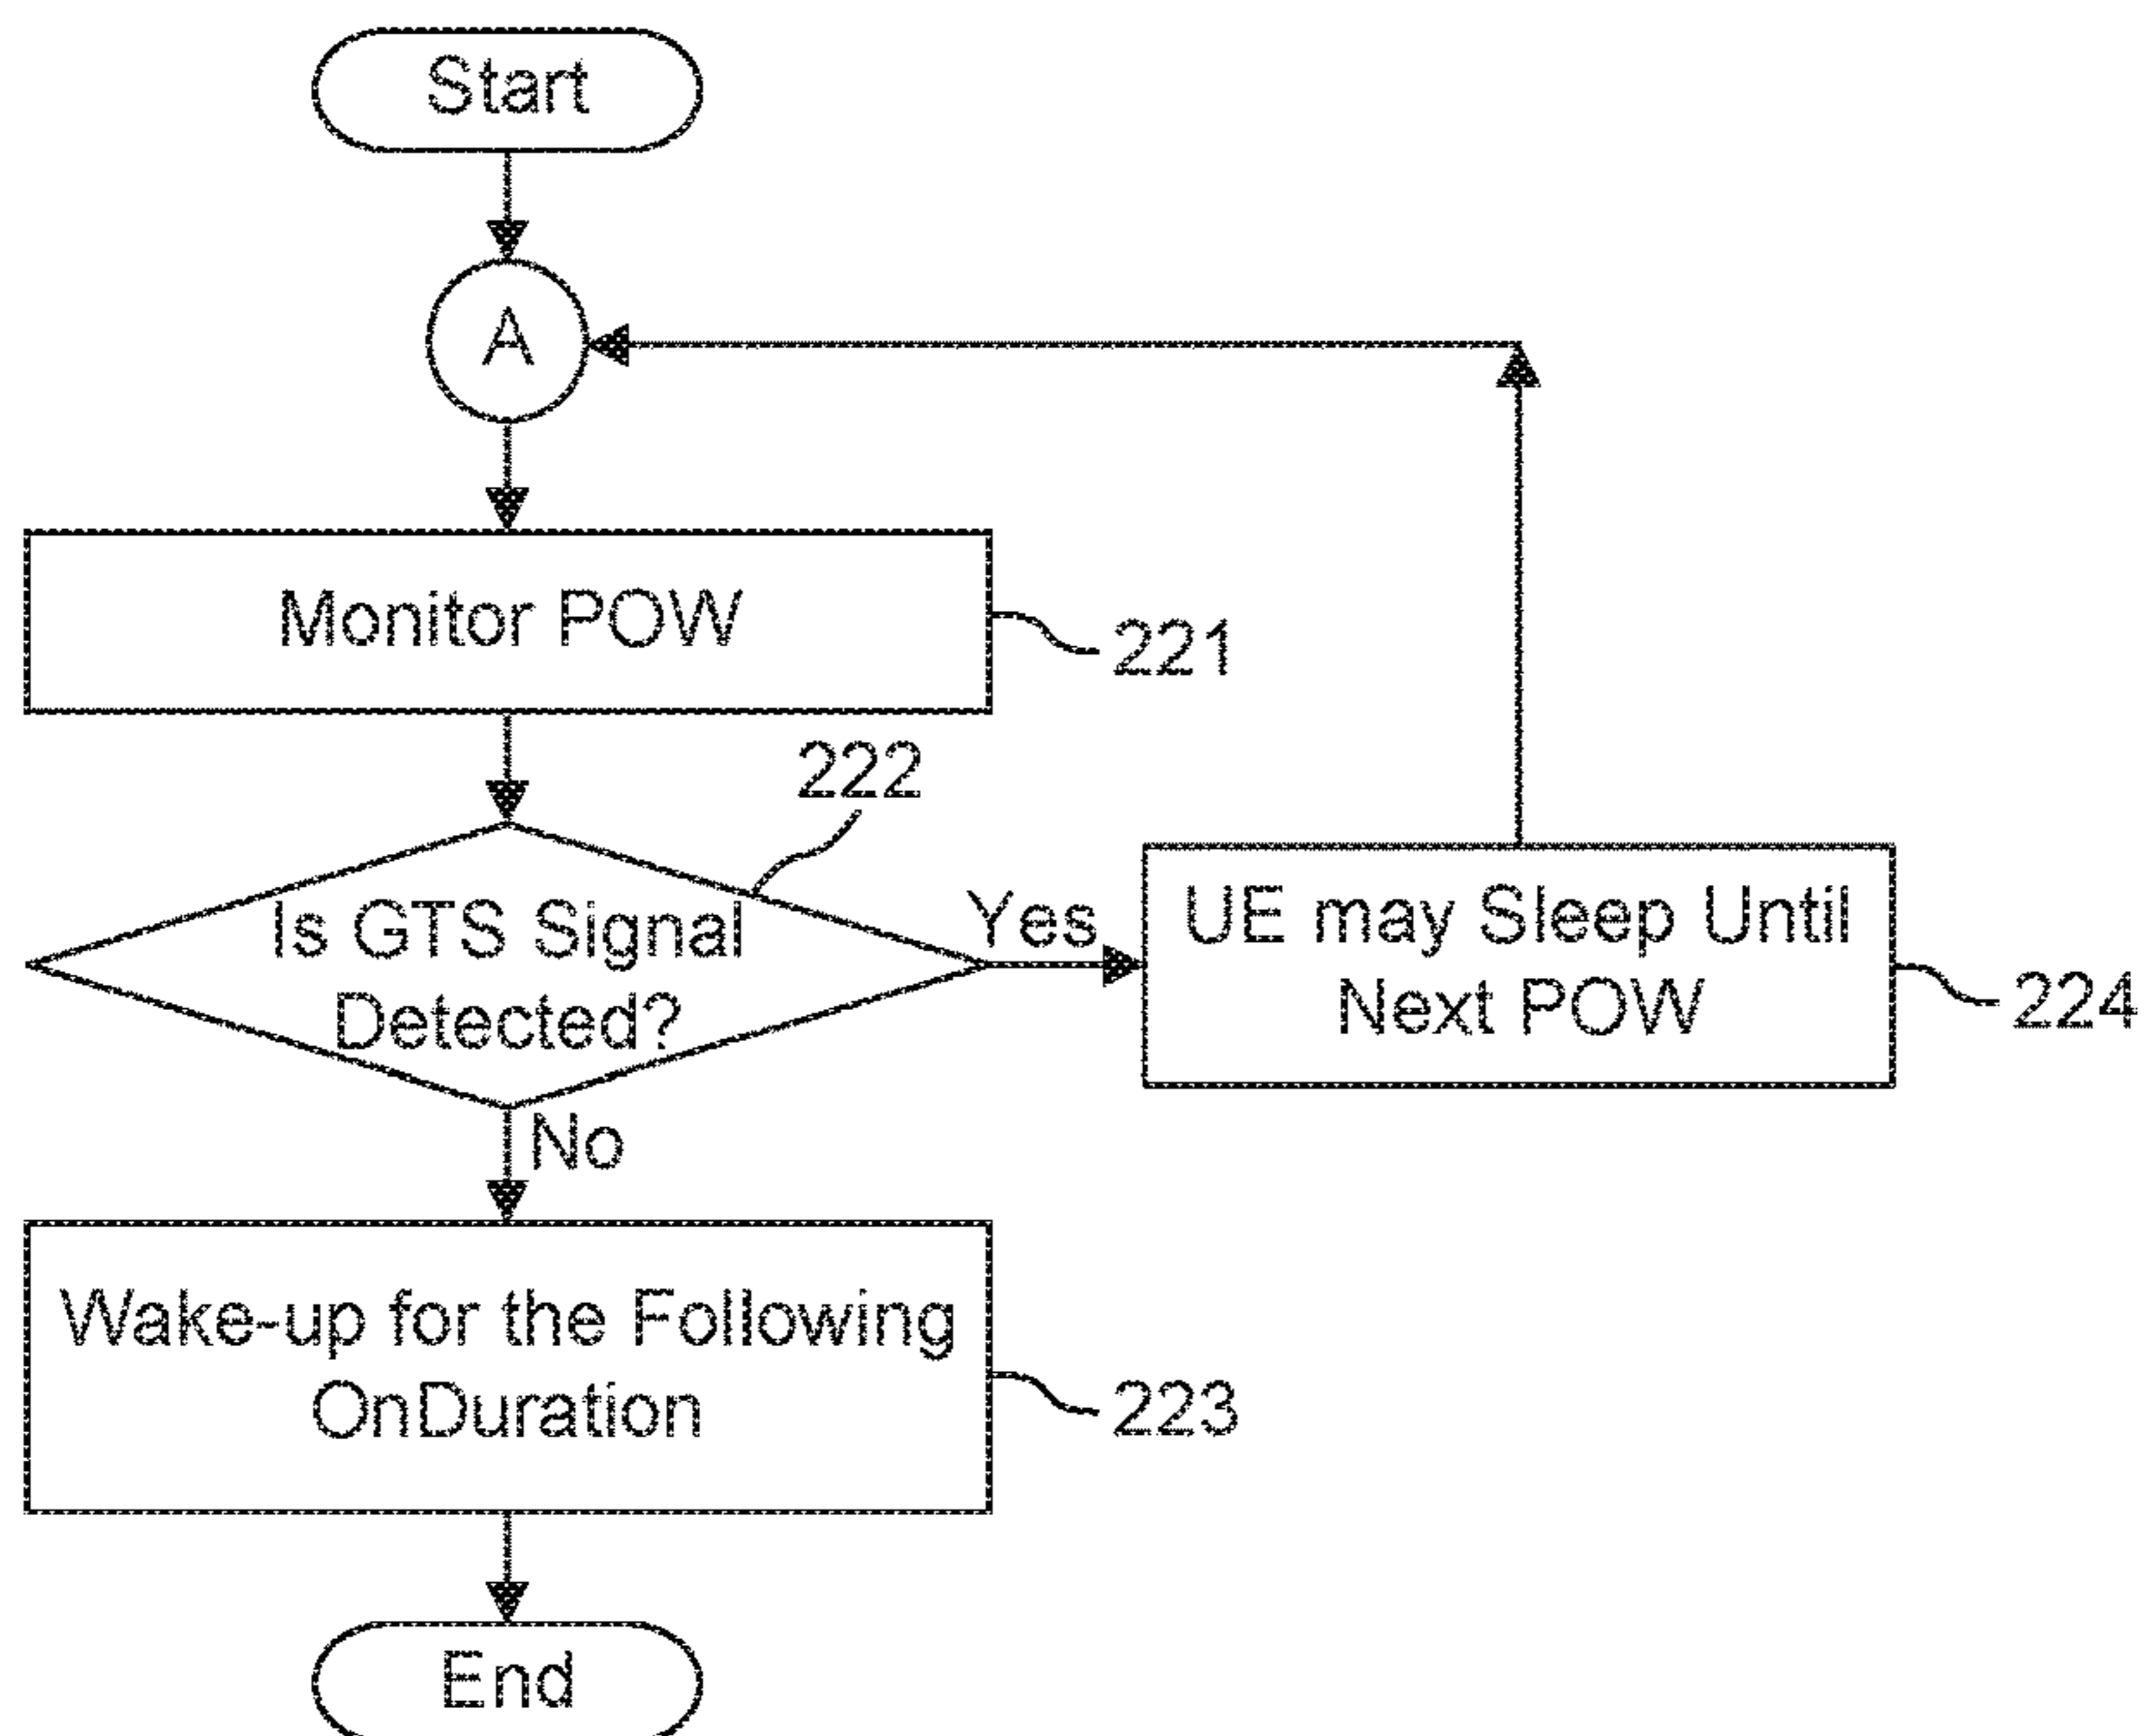 Start
A
Monitor POW
221
222
Is GTS Signal
Detected?
Yes
UE may Sleep Until
Next POW
224
No
Wake-up for the Following
OnDuration
223
End